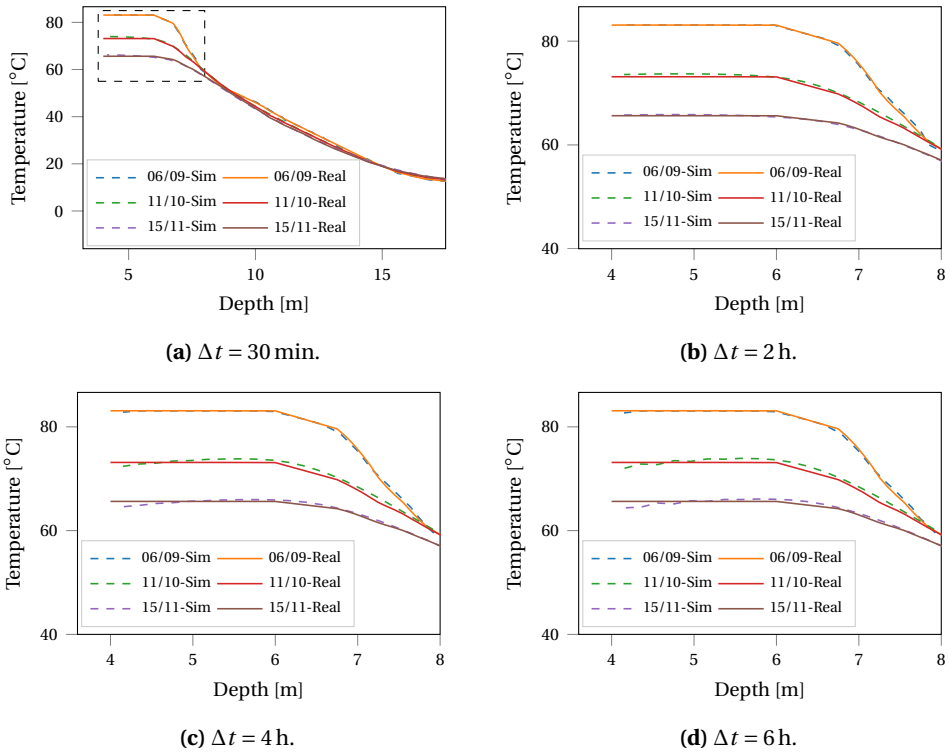 80
60
40
20
0
Temperature [°C]
06/09-Sim 06/09-Real
11/10-Sim 11/10-Real
15/11-Sim 15/11-Real
5 10 15
Depth [m]
(a) Δt = 30 min.
80
60
40
Temperature [°C]
06/09-Sim 06/09-Real
11/10-Sim 11/10-Real
15/11-Sim 15/11-Real
4 5 6 7 8
Depth [m]
(b) Δt = 2 h.
80
60
40
Temperature [°C]
06/09-Sim 06/09-Real
11/10-Sim 11/10-Real
15/11-Sim 15/11-Real
4 5 6 7 8
Depth [m]
(c) Δt = 4 h.
80
60
40
Temperature [°C]
06/09-Sim 06/09-Real
11/10-Sim 11/10-Real
15/11-Sim 15/11-Real
4 5 6 7 8
Depth [m]
(d) Δt = 6 h.